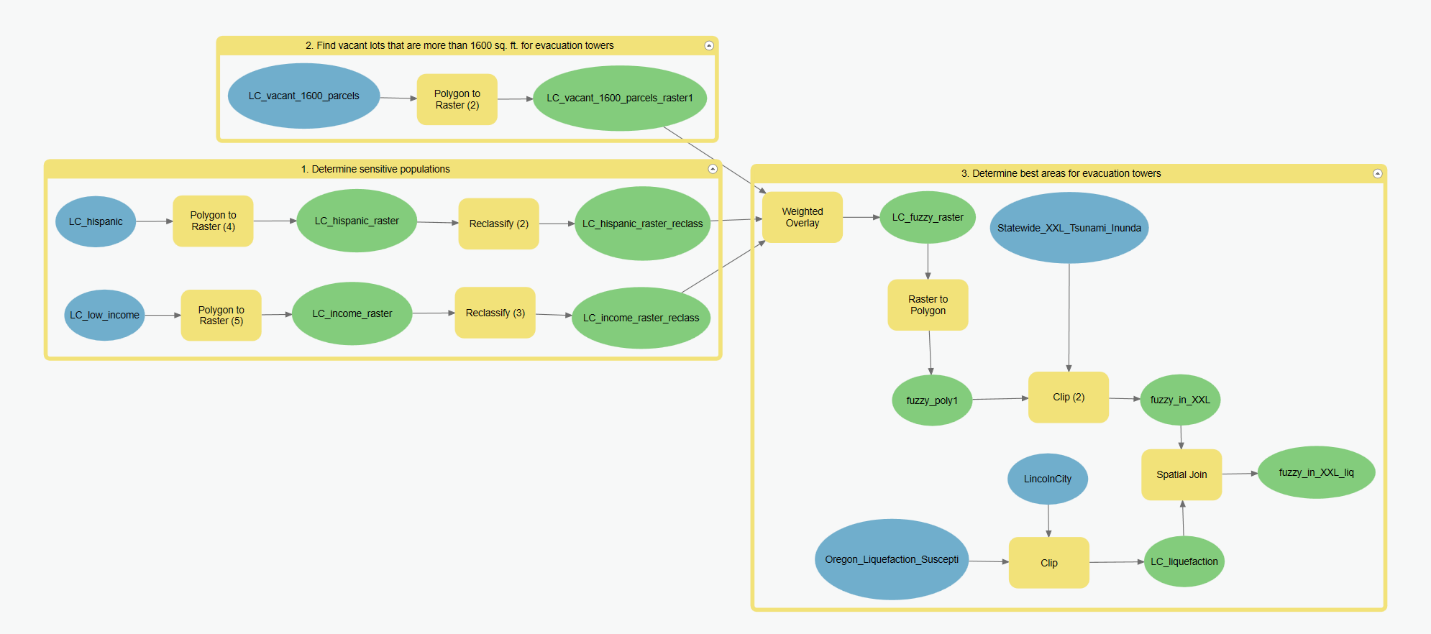 2. Find vacant lots that are more than 1600 sq. ft. for evacuation towers
LC_vacant_1600_parcels
Polygon to
Raster (2)
LC_vacant_1600_parcels_raster1
1. Determine sensitive populations
LC_hispanic
Polygon to
Raster (4)
LC_hispanic_raster
Reclassify (2)
LC_hispanic_raster_reclass
LC_low_income
Polygon to
Raster (5)
LC_income_raster
Reclassify (3)
LC_income_raster_reclass
3. Determine best areas for evacuation towers
Weighted
Overlay
LC_fuzzy_raster
Statewide_XXL_Tsunami_Inunda
Raster to
Polygon
fuzzy_poly1
Clip (2)
fuzzy_in_XXL
LincolnCity
Spatial Join
fuzzy_in_XXL_liq
Oregon_Liquefaction_Suscepti
Clip
LC_liquefaction